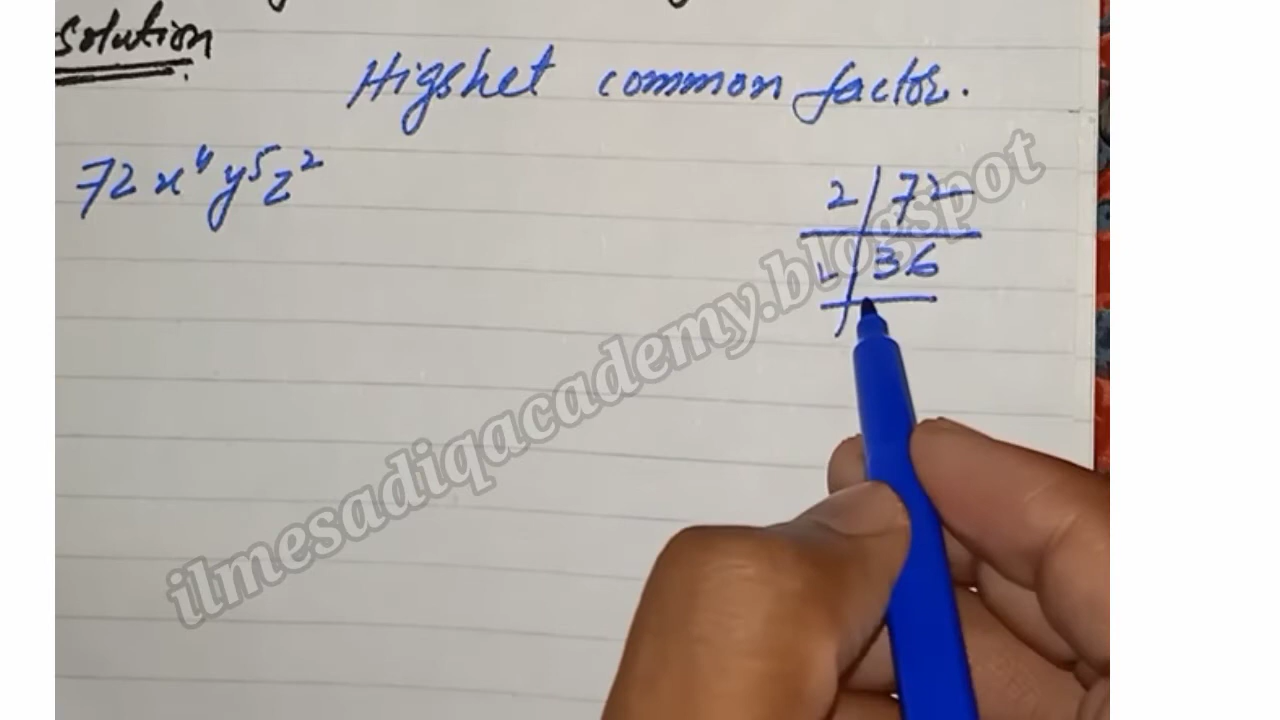 Solution
Higshet common factor.
72x⁴y⁵z²
2 | 72
2 | 36
ilmesadiqacademy.blogspot